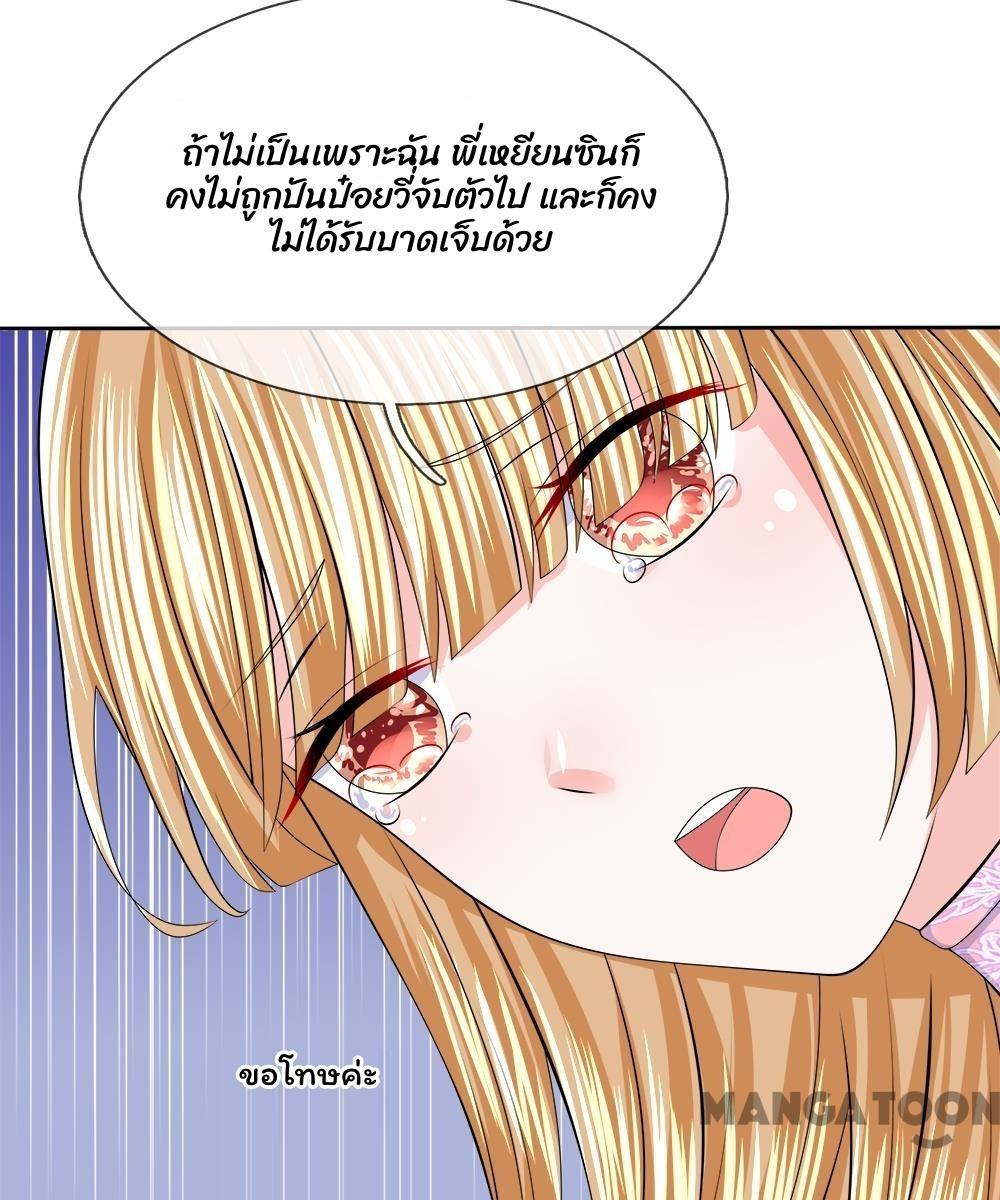 ถ้าไม่เป็นเพราะฉัน พี่เหยียนซินก็
คงไม่ถูกปันป๋อยวี่จับตัวไป และก็คง
ไม่ได้รับบาดเจ็บด้วย
ขอโทษค่ะ
MANGATOON